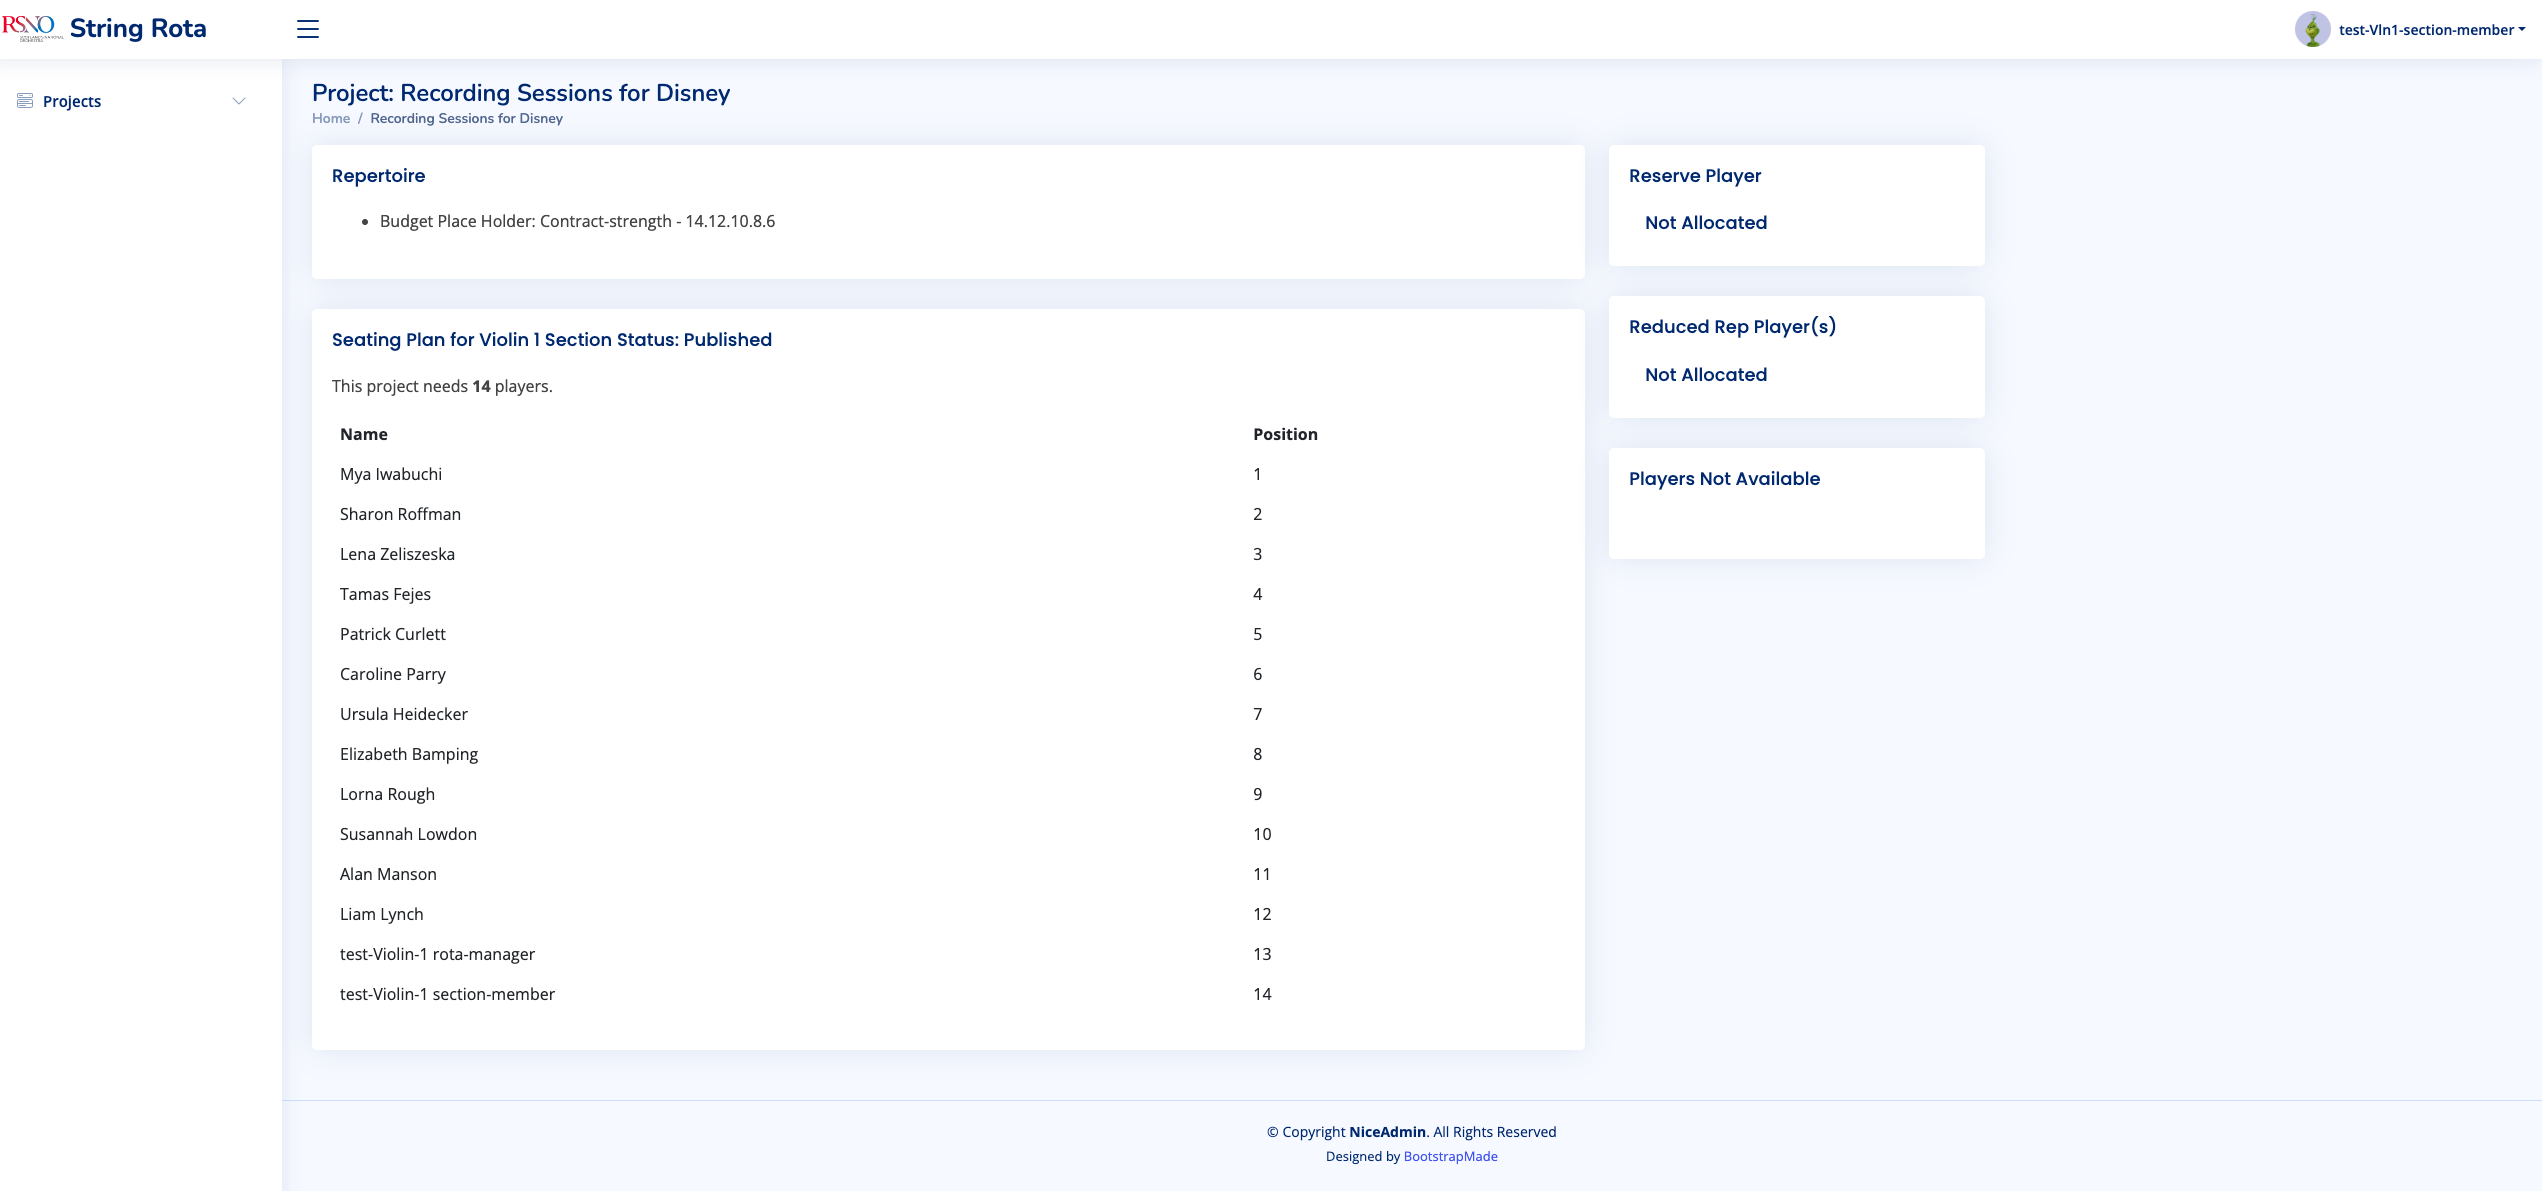 RSNO String Rota
test-Vln1-section-member
Projects
Project: Recording Sessions for Disney
Home / Recording Sessions for Disney
Repertoire
• Budget Place Holder: Contract-strength - 14.12.10.8.6
Seating Plan for Violin 1 Section Status: Published
This project needs 14 players.
Name Position
Mya Iwabuchi 1
Sharon Roffman 2
Lena Zeliszeska 3
Tamas Fejes 4
Patrick Curlett 5
Caroline Parry 6
Ursula Heidecker 7
Elizabeth Bamping 8
Lorna Rough 9
Susannah Lowdon 10
Alan Manson 11
Liam Lynch 12
test-Violin-1 rota-manager 13
test-Violin-1 section-member 14
Reserve Player
Not Allocated
Reduced Rep Player(s)
Not Allocated
Players Not Available
© Copyright NiceAdmin. All Rights Reserved
Designed by BootstrapMade